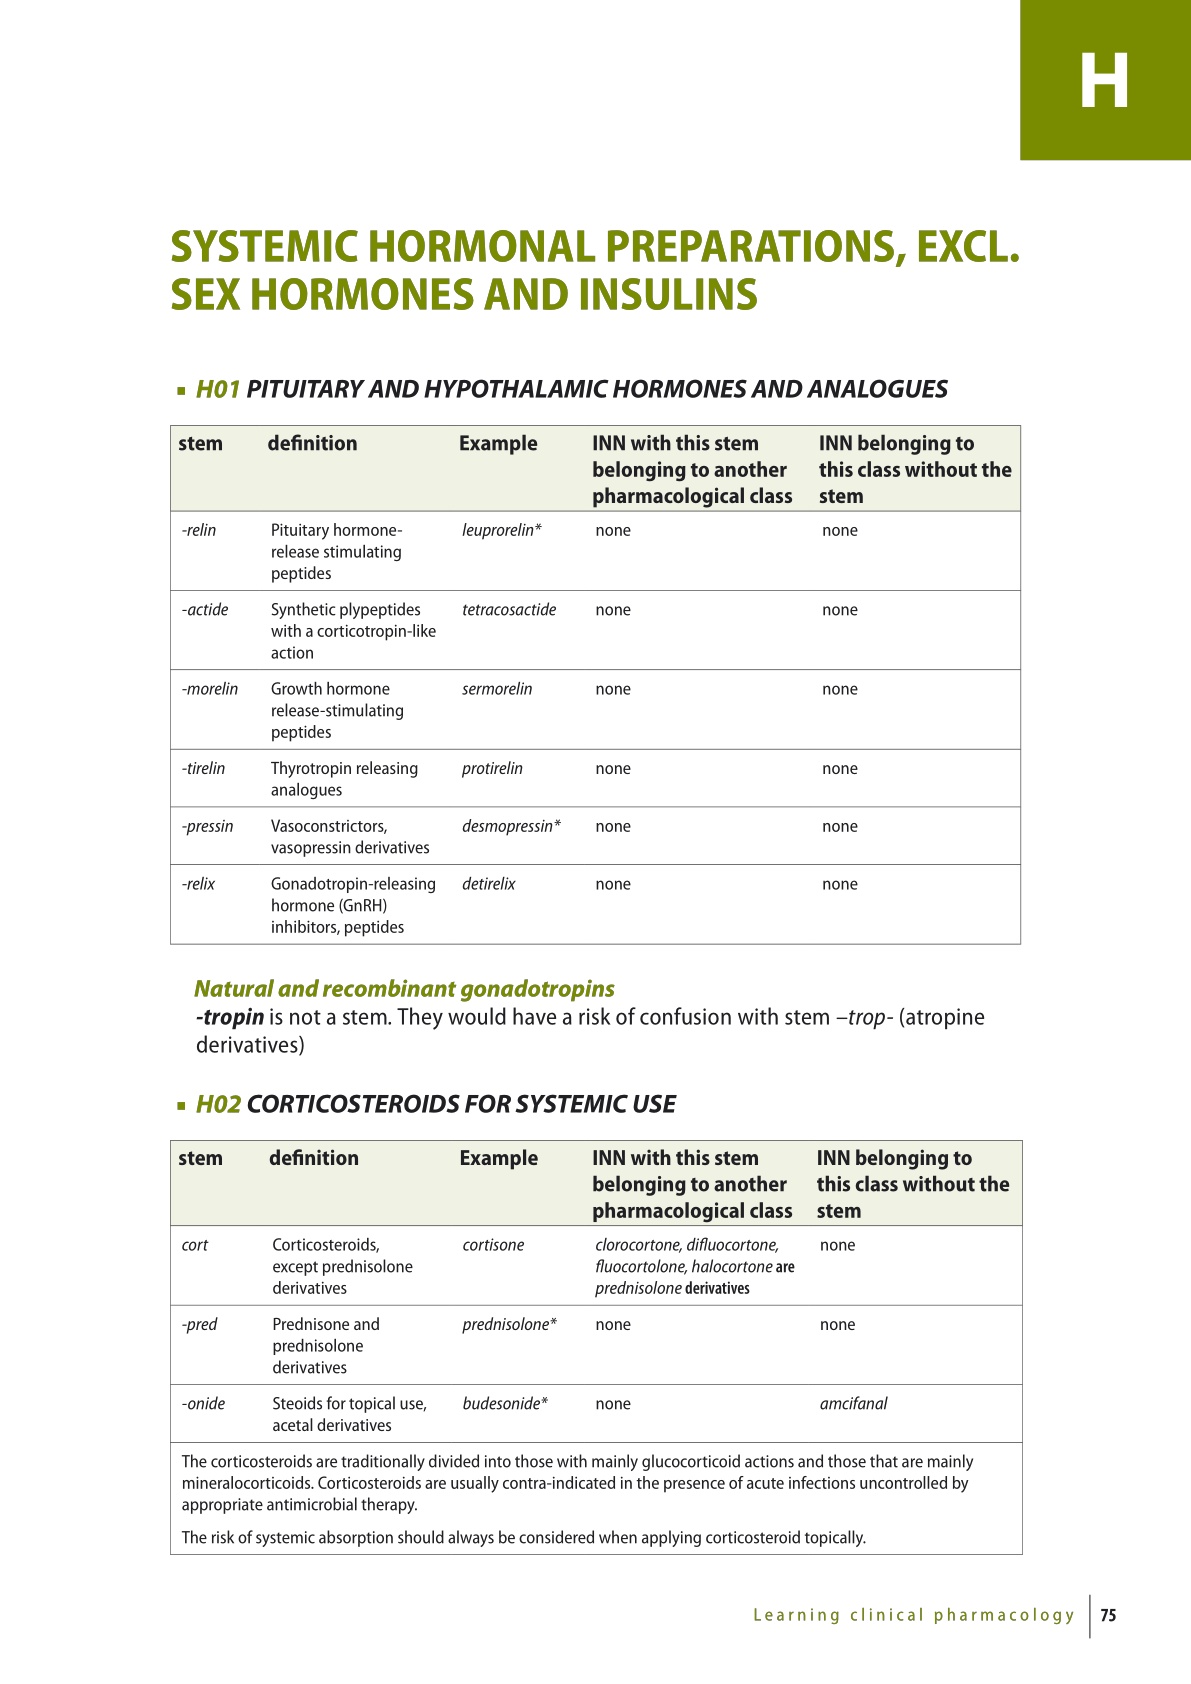 H
SYSTEMIC HORMONAL PREPARATIONS, EXCL.
SEX HORMONES AND INSULINS
▪ H01 PITUITARY AND HYPOTHALAMIC HORMONES AND ANALOGUES
stem definition Example INN with this stem belonging to another pharmacological class INN belonging to this class without the stem
-relin Pituitary hormone-release stimulating peptides leuprorelin* none none
-actide Synthetic plypeptides with a corticotropin-like action tetracosactide none none
-morelin Growth hormone release-stimulating peptides sermorelin none none
-tirelin Thyrotropin releasing analogues protirelin none none
-pressin Vasoconstrictors, vasopressin derivatives desmopressin* none none
-relix Gonadotropin-releasing hormone (GnRH) inhibitors, peptides detirelix none none
Natural and recombinant gonadotropins
-tropin is not a stem. They would have a risk of confusion with stem –trop- (atropine
derivatives)
▪ H02 CORTICOSTEROIDS FOR SYSTEMIC USE
stem definition Example INN with this stem belonging to another pharmacological class INN belonging to this class without the stem
cort Corticosteroids, except prednisolone derivatives cortisone clorocortone, difluocortone, fluocortolone, halocortone are prednisolone derivatives none
-pred Prednisone and prednisolone derivatives prednisolone* none none
-onide Steoids for topical use, acetal derivatives budesonide* none amcifanal
The corticosteroids are traditionally divided into those with mainly glucocorticoid actions and those that are mainly
mineralocorticoids. Corticosteroids are usually contra-indicated in the presence of acute infections uncontrolled by
appropriate antimicrobial therapy.
The risk of systemic absorption should always be considered when applying corticosteroid topically.
Learning clinical pharmacology 75